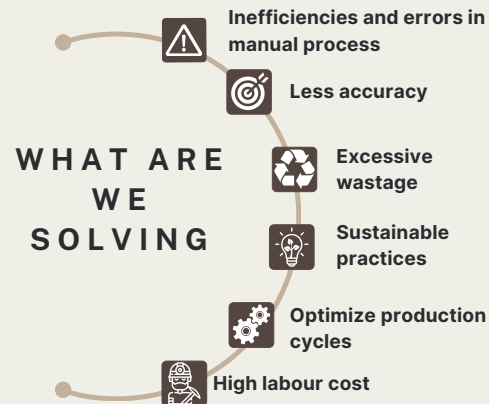 Inefficiencies and errors in
manual process
Less accuracy
WHAT ARE
WE
SOLVING
Excessive
wastage
Sustainable
practices
Optimize production
cycles
High labour cost